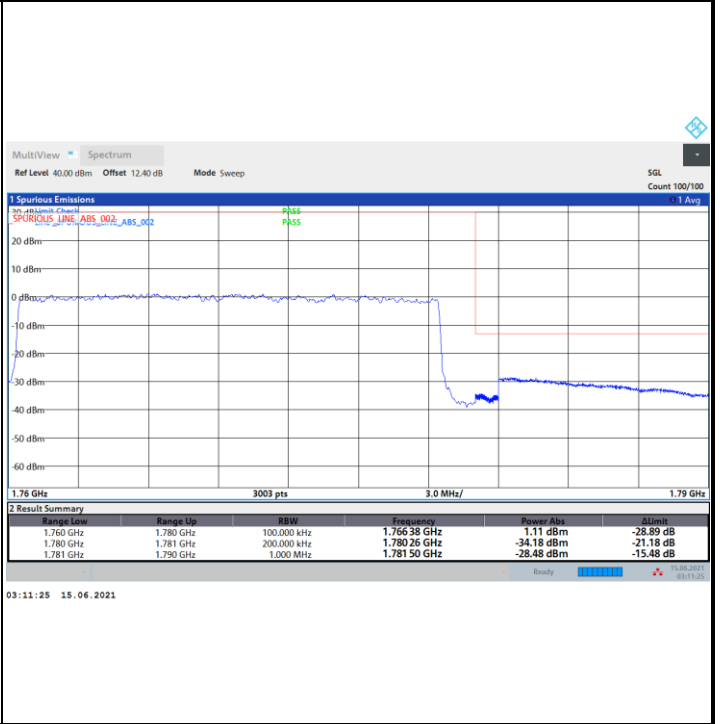 MultiView Spectrum
Ref Level 40.00 dBm Offset 12.40 dB Mode Sweep SGL
Count 100/100
1 Spurious Emissions 1 Avg
Limit Check PASS
SPURIOUS_LINE_ABS_002
_ABS_002 PASS
20 dBm
10 dBm
0 dBm
-10 dBm
-20 dBm
-30 dBm
-40 dBm
-50 dBm
-60 dBm
1.76 GHz 3003 pts 3.0 MHz/ 1.79 GHz
2 Result Summary
Range Low Range Up RBW Frequency Power Abs ΔLimit
1.760 GHz 1.780 GHz 100.000 kHz 1.766 38 GHz 1.11 dBm -28.89 dB
1.780 GHz 1.781 GHz 200.000 kHz 1.780 26 GHz -34.18 dBm -21.18 dB
1.781 GHz 1.790 GHz 1.000 MHz 1.781 50 GHz -28.48 dBm -15.48 dB
Ready 15.06.2021
03:11:25
03:11:25 15.06.2021